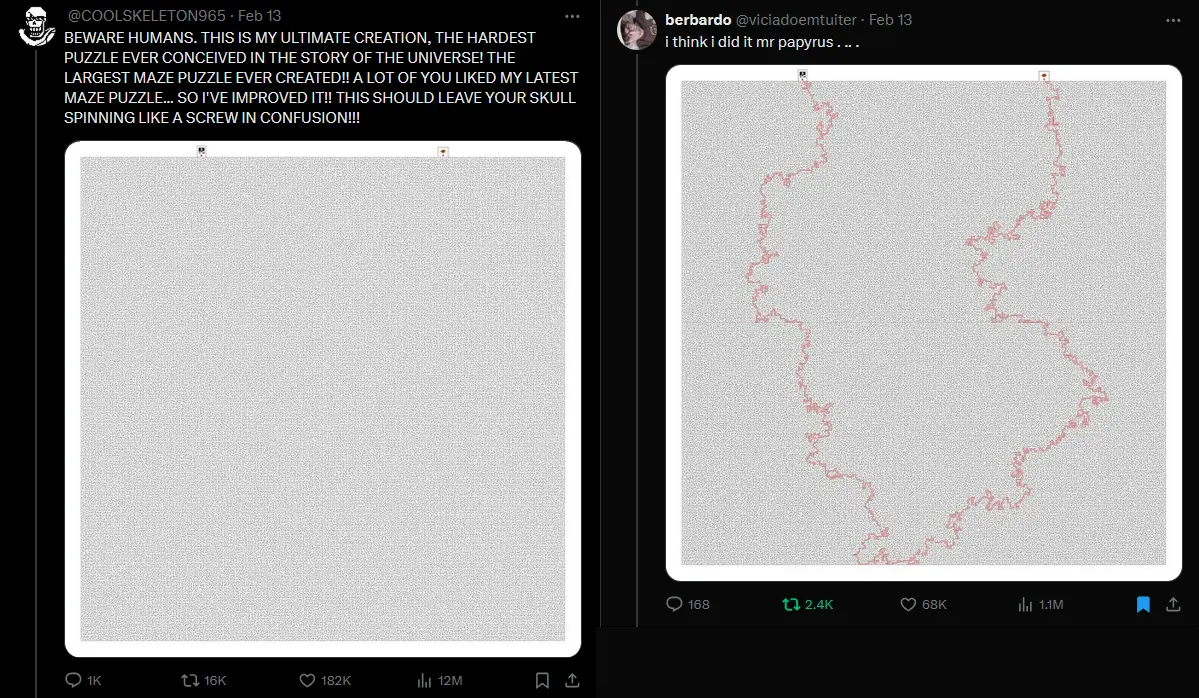 @COOLSKELETON965 · Feb 13
BEWARE HUMANS. THIS IS MY ULTIMATE CREATION, THE HARDEST
PUZZLE EVER CONCEIVED IN THE STORY OF THE UNIVERSE! THE
LARGEST MAZE PUZZLE EVER CREATED!! A LOT OF YOU LIKED MY LATEST
MAZE PUZZLE... SO I'VE IMPROVED IT!! THIS SHOULD LEAVE YOUR SKULL
SPINNING LIKE A SCREW IN CONFUSION!!!
1K 16K 182K 12M
berbardo @viciadoemtuiter · Feb 13
i think i did it mr papyrus . .. .
168 2.4K 68K 1.1M